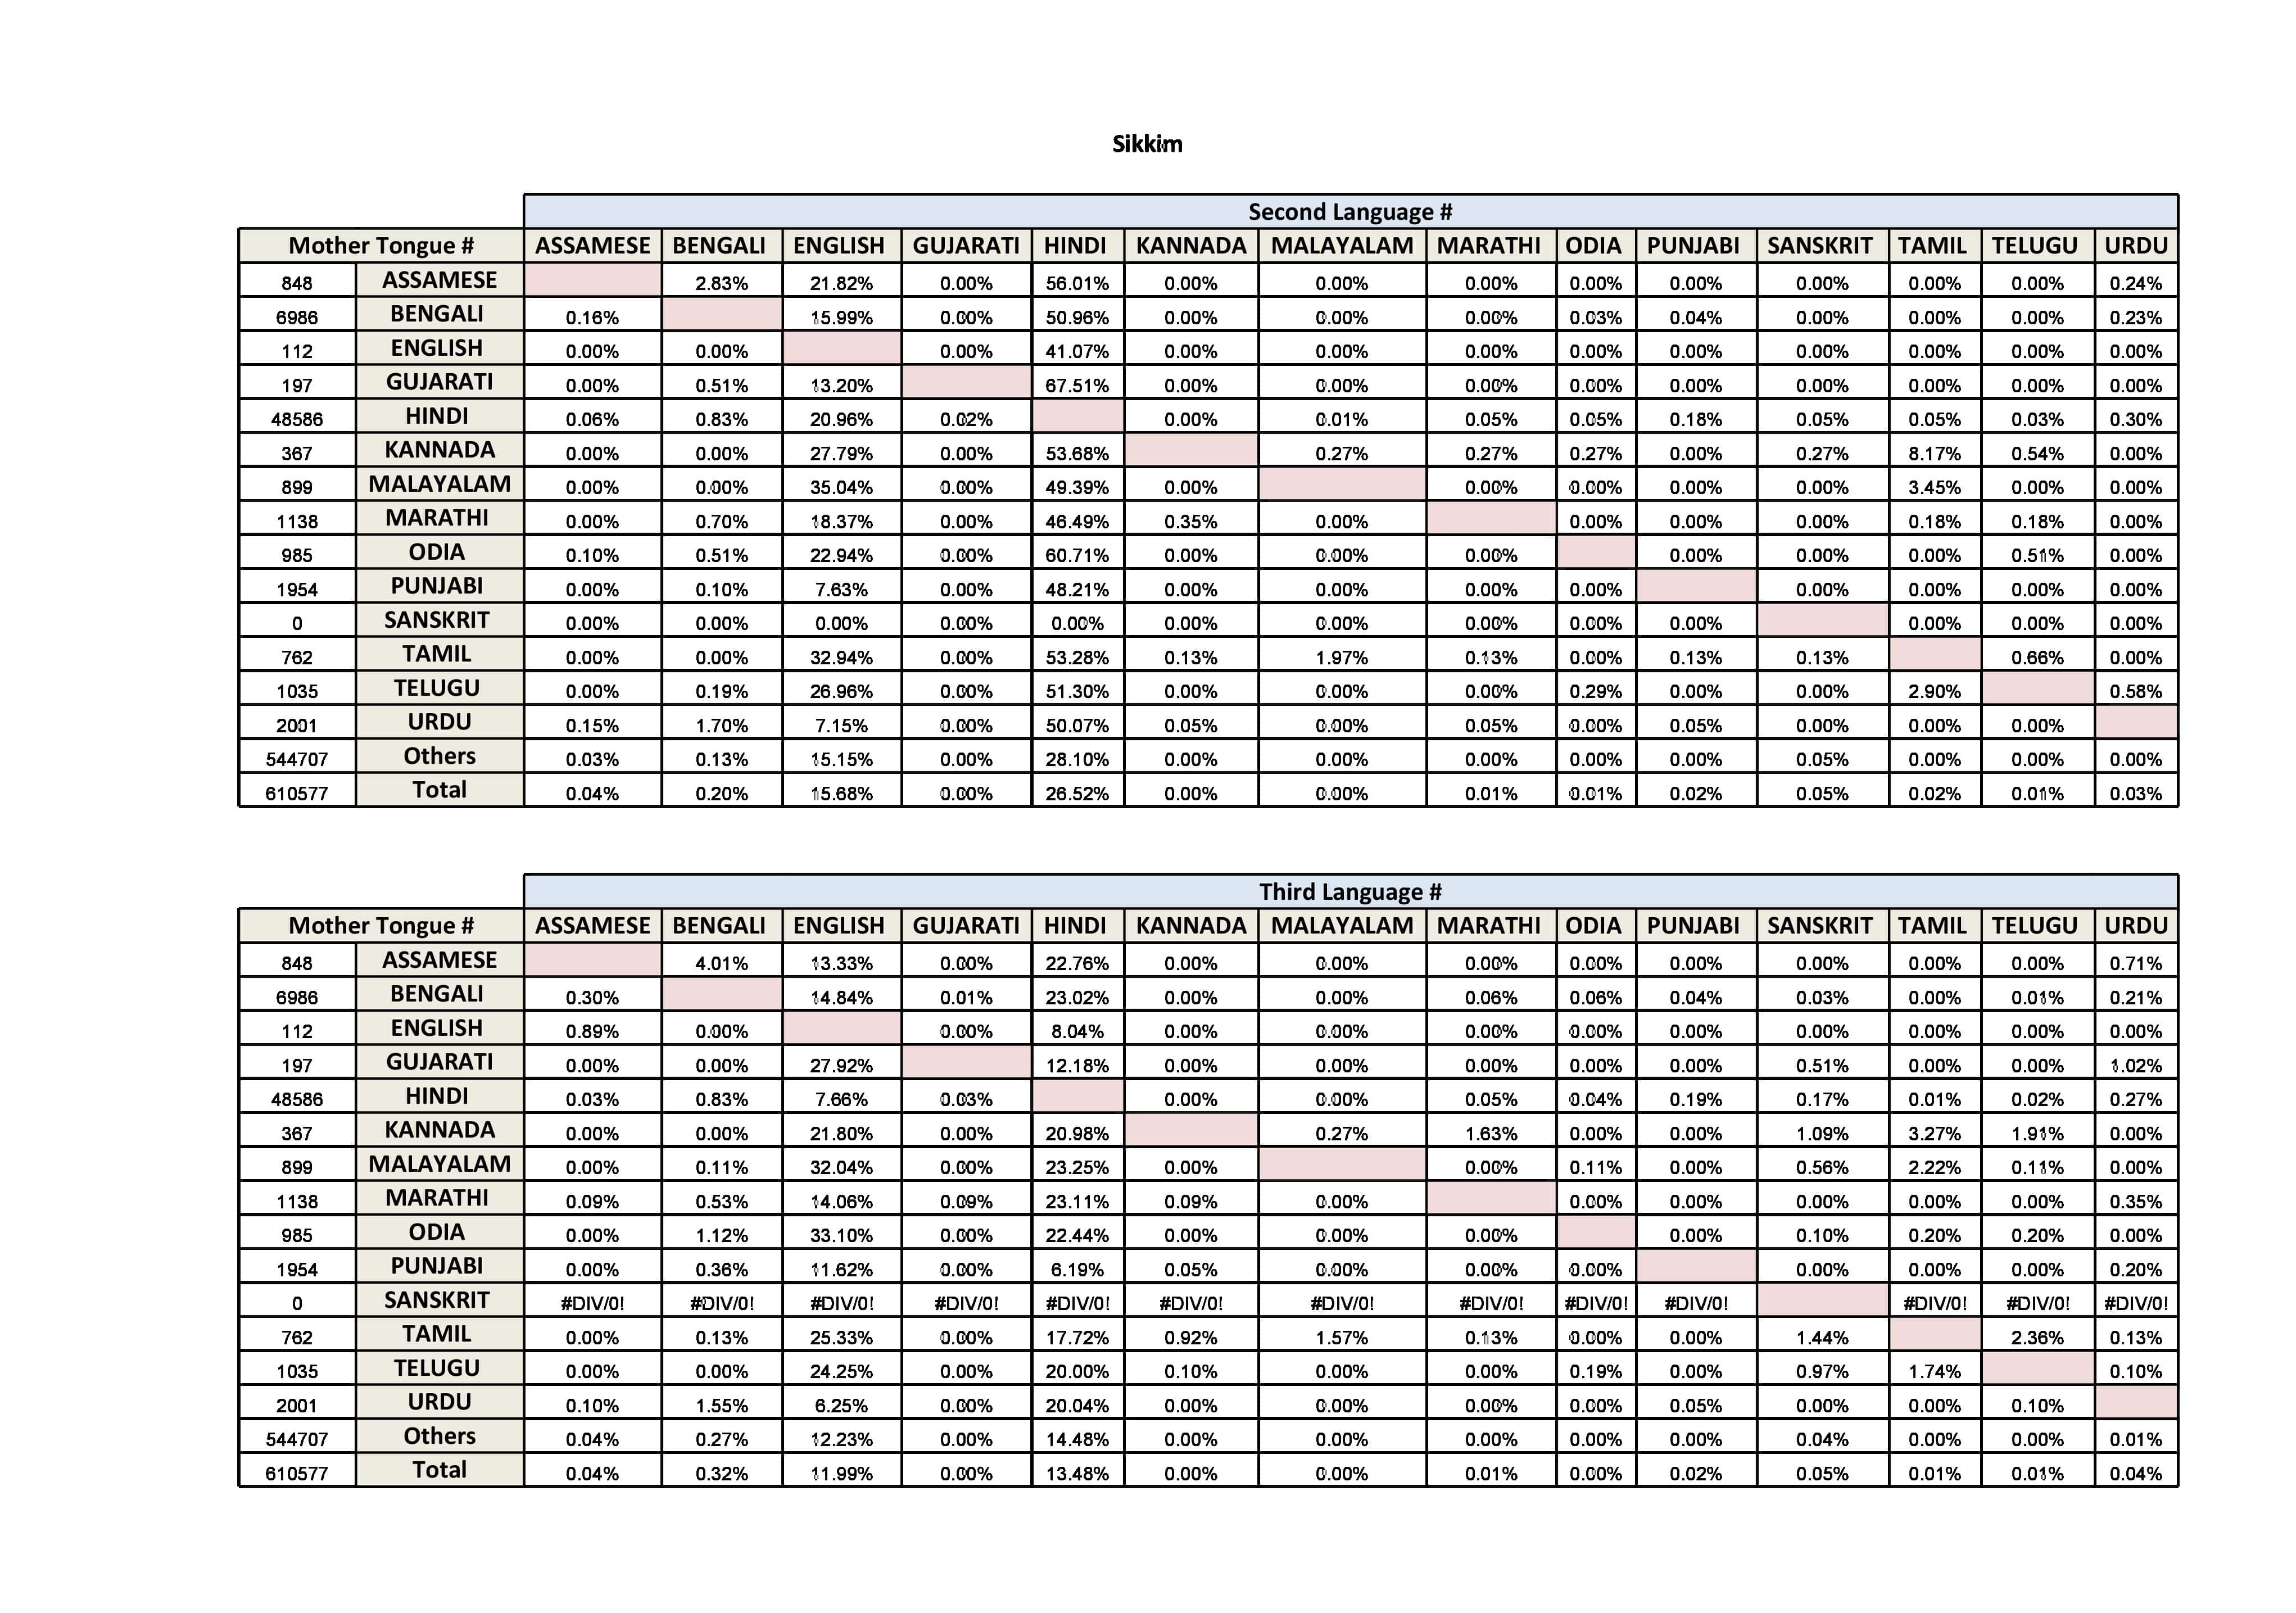 Sikkim
Second Language #
Mother Tongue # ASSAMESE BENGALI ENGLISH GUJARATI HINDI KANNADA MALAYALAM MARATHI ODIA PUNJABI SANSKRIT TAMIL TELUGU URDU
848 ASSAMESE 2.83% 21.82% 0.00% 56.01% 0.00% 0.00% 0.00% 0.00% 0.00% 0.00% 0.00% 0.00% 0.24%
6986 BENGALI 0.16% 15.99% 0.00% 50.96% 0.00% 0.00% 0.00% 0.03% 0.04% 0.00% 0.00% 0.00% 0.23%
112 ENGLISH 0.00% 0.00% 0.00% 41.07% 0.00% 0.00% 0.00% 0.00% 0.00% 0.00% 0.00% 0.00% 0.00%
197 GUJARATI 0.00% 0.51% 13.20% 67.51% 0.00% 0.00% 0.00% 0.00% 0.00% 0.00% 0.00% 0.00% 0.00%
48586 HINDI 0.06% 0.83% 20.96% 0.02% 0.00% 0.01% 0.05% 0.05% 0.18% 0.05% 0.05% 0.03% 0.30%
367 KANNADA 0.00% 0.00% 27.79% 0.00% 53.68% 0.27% 0.27% 0.27% 0.00% 0.27% 8.17% 0.54% 0.00%
899 MALAYALAM 0.00% 0.00% 35.04% 0.00% 49.39% 0.00% 0.00% 0.00% 0.00% 0.00% 3.45% 0.00% 0.00%
1138 MARATHI 0.00% 0.70% 18.37% 0.00% 46.49% 0.35% 0.00% 0.00% 0.00% 0.00% 0.18% 0.18% 0.00%
985 ODIA 0.10% 0.51% 22.94% 0.00% 60.71% 0.00% 0.00% 0.00% 0.00% 0.00% 0.00% 0.51% 0.00%
1954 PUNJABI 0.00% 0.10% 7.63% 0.00% 48.21% 0.00% 0.00% 0.00% 0.00% 0.00% 0.00% 0.00% 0.00%
0 SANSKRIT 0.00% 0.00% 0.00% 0.00% 0.00% 0.00% 0.00% 0.00% 0.00% 0.00% 0.00% 0.00% 0.00%
762 TAMIL 0.00% 0.00% 32.94% 0.00% 53.28% 0.13% 1.97% 0.13% 0.00% 0.13% 0.13% 0.66% 0.00%
1035 TELUGU 0.00% 0.19% 26.96% 0.00% 51.30% 0.00% 0.00% 0.00% 0.29% 0.00% 0.00% 2.90% 0.58%
2001 URDU 0.15% 1.70% 7.15% 0.00% 50.07% 0.05% 0.00% 0.05% 0.00% 0.05% 0.00% 0.00% 0.00%
544707 Others 0.03% 0.13% 15.15% 0.00% 28.10% 0.00% 0.00% 0.00% 0.00% 0.00% 0.05% 0.00% 0.00% 0.00%
610577 Total 0.04% 0.20% 15.68% 0.00% 26.52% 0.00% 0.00% 0.01% 0.01% 0.02% 0.05% 0.02% 0.01% 0.03%
Third Language #
Mother Tongue # ASSAMESE BENGALI ENGLISH GUJARATI HINDI KANNADA MALAYALAM MARATHI ODIA PUNJABI SANSKRIT TAMIL TELUGU URDU
848 ASSAMESE 4.01% 13.33% 0.00% 22.76% 0.00% 0.00% 0.00% 0.00% 0.00% 0.00% 0.00% 0.00% 0.71%
6986 BENGALI 0.30% 14.84% 0.01% 23.02% 0.00% 0.00% 0.06% 0.06% 0.04% 0.03% 0.00% 0.01% 0.21%
112 ENGLISH 0.89% 0.00% 0.00% 8.04% 0.00% 0.00% 0.00% 0.00% 0.00% 0.00% 0.00% 0.00% 0.00%
197 GUJARATI 0.00% 0.00% 27.92% 12.18% 0.00% 0.00% 0.00% 0.00% 0.00% 0.51% 0.00% 0.00% 1.02%
48586 HINDI 0.03% 0.83% 7.66% 0.03% 0.00% 0.00% 0.05% 0.04% 0.19% 0.17% 0.01% 0.02% 0.27%
367 KANNADA 0.00% 0.00% 21.80% 0.00% 20.98% 0.27% 1.63% 0.00% 0.00% 1.09% 3.27% 1.91% 0.00%
899 MALAYALAM 0.00% 0.11% 32.04% 0.00% 23.25% 0.00% 0.00% 0.11% 0.00% 0.56% 2.22% 0.11% 0.00%
1138 MARATHI 0.09% 0.53% 14.06% 0.09% 23.11% 0.09% 0.00% 0.00% 0.00% 0.00% 0.00% 0.00% 0.35%
985 ODIA 0.00% 1.12% 33.10% 0.00% 22.44% 0.00% 0.00% 0.00% 0.00% 0.10% 0.20% 0.20% 0.00%
1954 PUNJABI 0.00% 0.36% 11.62% 0.00% 6.19% 0.05% 0.00% 0.00% 0.00% 0.00% 0.00% 0.00% 0.20%
0 SANSKRIT #DIV/0! #DIV/0! #DIV/0! #DIV/0! #DIV/0! #DIV/0! #DIV/0! #DIV/0! #DIV/0! #DIV/0! #DIV/0! #DIV/0! #DIV/0!
762 TAMIL 0.00% 0.13% 25.33% 0.00% 17.72% 0.92% 1.57% 0.13% 0.00% 0.00% 1.44% 2.36% 0.13%
1035 TELUGU 0.00% 0.00% 24.25% 0.00% 20.00% 0.10% 0.00% 0.00% 0.19% 0.00% 0.97% 1.74% 0.10%
2001 URDU 0.10% 1.55% 6.25% 0.00% 20.04% 0.00% 0.00% 0.00% 0.00% 0.05% 0.00% 0.00% 0.10%
544707 Others 0.04% 0.27% 12.23% 0.00% 14.48% 0.00% 0.00% 0.00% 0.00% 0.00% 0.04% 0.00% 0.00% 0.01%
610577 Total 0.04% 0.32% 11.99% 0.00% 13.48% 0.00% 0.00% 0.01% 0.00% 0.02% 0.05% 0.01% 0.01% 0.04%